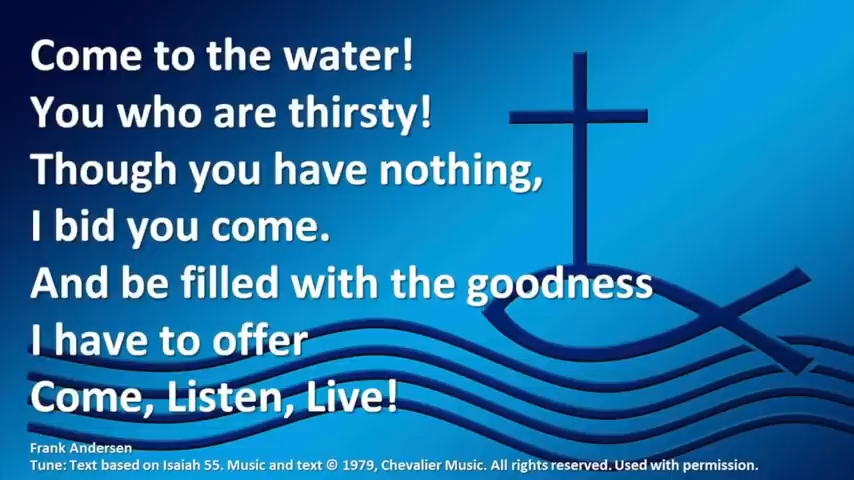 Come to the water!
You who are thirsty!
Though you have nothing,
I bid you come.
And be filled with the goodness
I have to offer
Come, Listen, Live!
Frank Andersen
Tune: Text based on Isaiah 55. Music and text © 1979, Chevalier Music. All rights reserved. Used with permission.